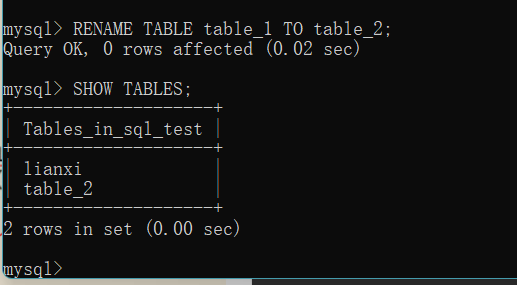 mysql> RENAME TABLE table_1 TO table_2;
Query OK, 0 rows affected (0.02 sec)
mysql> SHOW TABLES;
+--------------------+
| Tables_in_sql_test |
+--------------------+
| lianxi             |
| table_2            |
+--------------------+
2 rows in set (0.00 sec)
mysql>